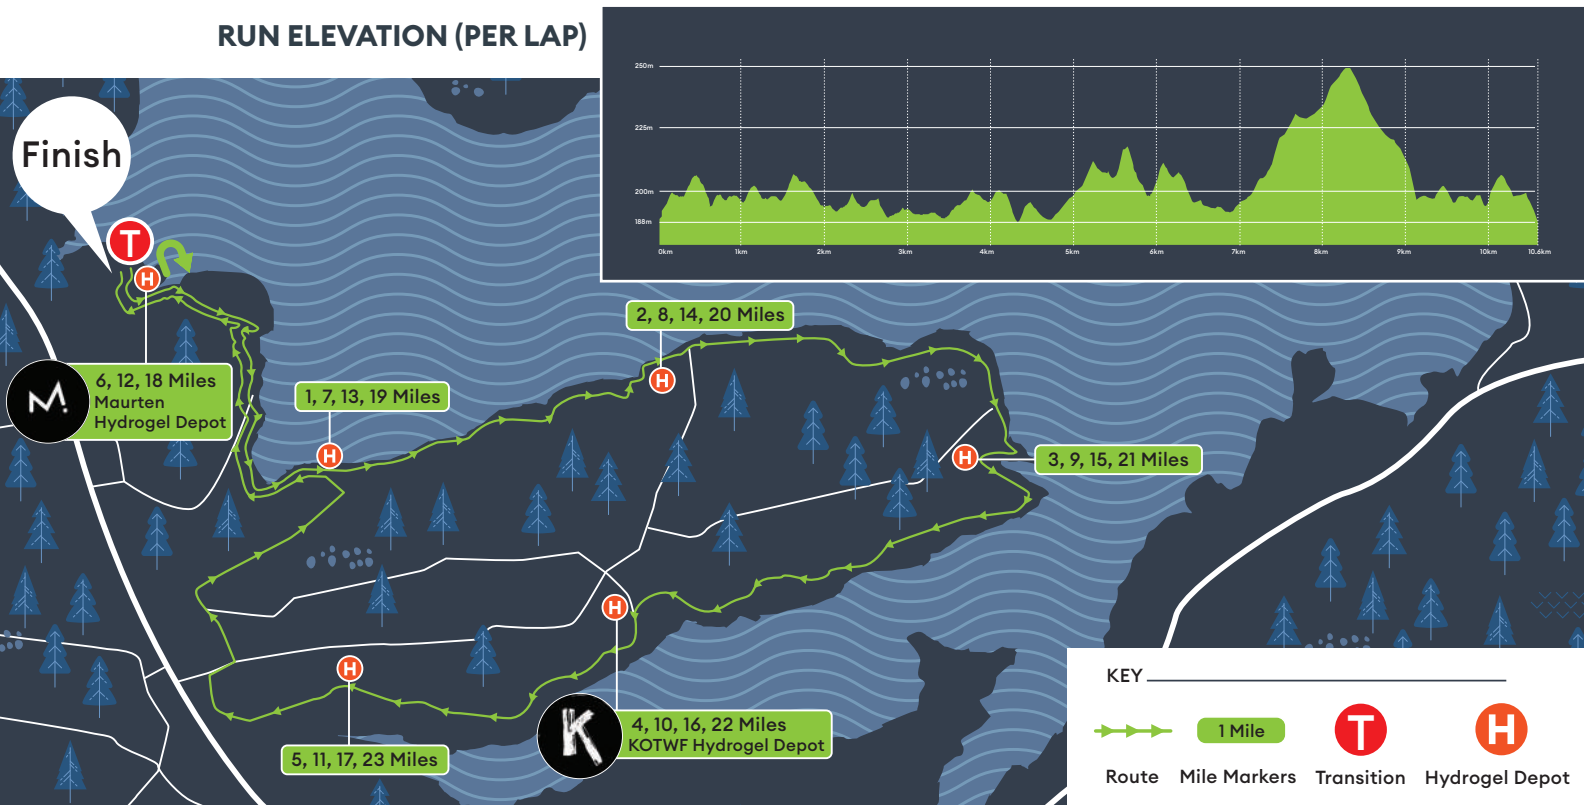 RUN ELEVATION (PER LAP)
250m
225m
200m
188m
0km 1km 2km 3km 4km 5km 6km 7km 8km 9km 10km 10.6km
Finish
T
H
2, 8, 14, 20 Miles
H
6, 12, 18 Miles
Maurten
Hydrogel Depot
M.
1, 7, 13, 19 Miles
H
H
3, 9, 15, 21 Miles
H
H
K
4, 10, 16, 22 Miles
KOTWF Hydrogel Depot
5, 11, 17, 23 Miles
KEY
1 Mile
T
H
Route
Mile Markers
Transition
Hydrogel Depot